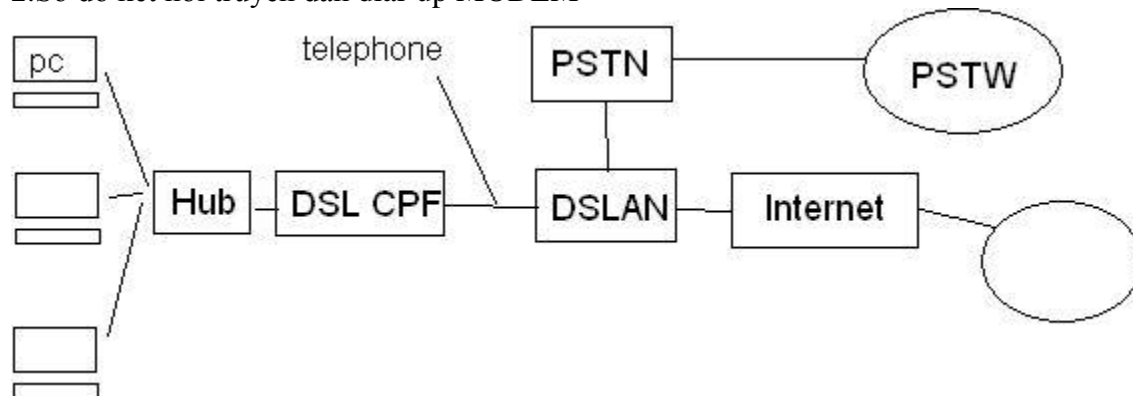 telephone
pc
PSTN
PSTW
Hub
DSL CPF
DSLAN
Internet